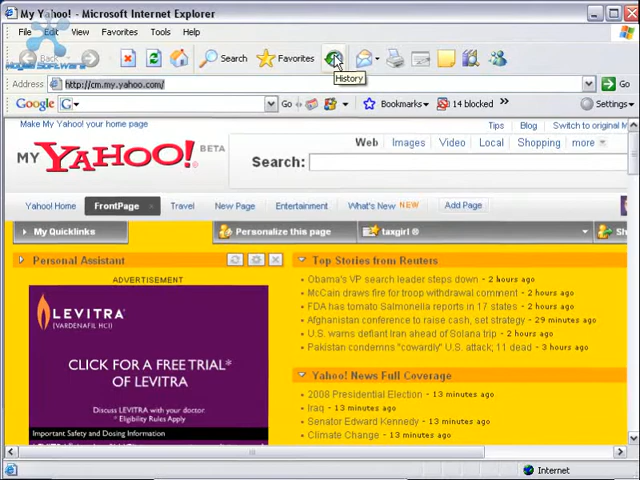 My Yahoo! - Microsoft Internet Explorer
File Edit View Favorites Tools Help
Back Search Favorites
History
Address http://cm.my.yahoo.com/ Go
Google G Go Bookmarks 14 blocked Settings
Make My Yahoo! your home page Tips Blog Switch to original M
MY YAHOO! BETA
Web Images Video Local Shopping more
Search:
Yahoo! Home FrontPage Travel New Page Entertainment What's New NEW Add Page
My Quicklinks Personalize this page taxgirl ® Sh
Personal Assistant
ADVERTISEMENT
LEVITRA
(VARDENAFIL HCI)
CLICK FOR A FREE TRIAL*
OF LEVITRA
Discuss LEVITRA with your doctor.
* Eligibility Rules Apply
Important Safety and Dosing Information
Top Stories from Reuters
Obama's VP search leader steps down - 2 hours ago
McCain draws fire for troop withdrawal comment - 2 hours ago
FDA has tomato Salmonella reports in 17 states - 2 hours ago
Afghanistan conference to raise cash, set strategy - 29 minutes ago
U.S. warns defiant Iran ahead of Solana trip - 2 hours ago
Pakistan condemns "cowardly" U.S. attack; 11 dead - 3 hours ago
Yahoo! News Full Coverage
2008 Presidential Election - 13 minutes ago
Iraq - 13 minutes ago
Senator Edward Kennedy - 13 minutes ago
Climate Change - 13 minutes ago
Internet